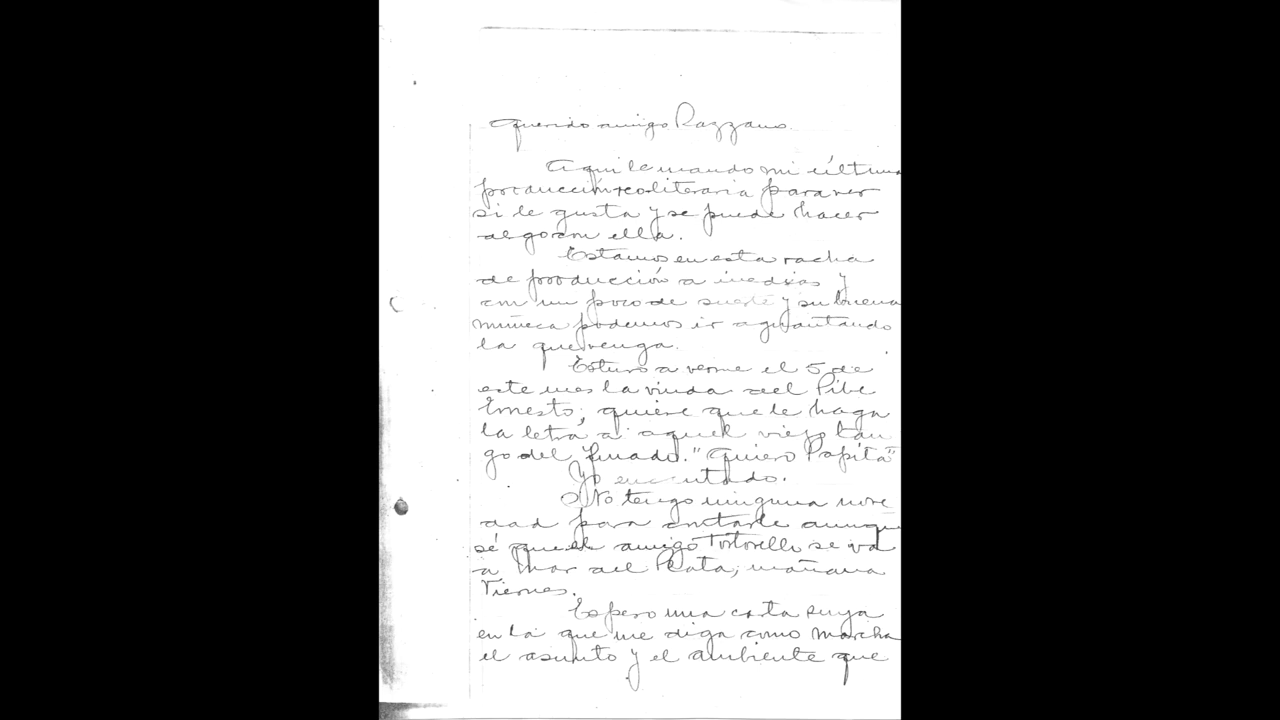 Querido amigo Razzano.
Aqui le mando mi última
producción literaria para ver
si le gusta y se puede hacer
algo con ella.
Estamos en esta racha
de producción a medias y
con un poco de suerte y su buena
muñeca podemos ir aguantando
la que venga.
Estuvo a verme el 5 de
este mes la viuda del Pibe
Ernesto; quiere que le haga
la letra a aquel viejo tan
go del finado. "Quiero Papita"
Yo encantado.
No tengo ninguna nove
dad para contarle aunque
sé que el amigo Tortorelli se va
a Mar del Plata, mañana
Viernes.
Espero una carta suya
en la que me diga como marcha
el asunto y el ambiente que